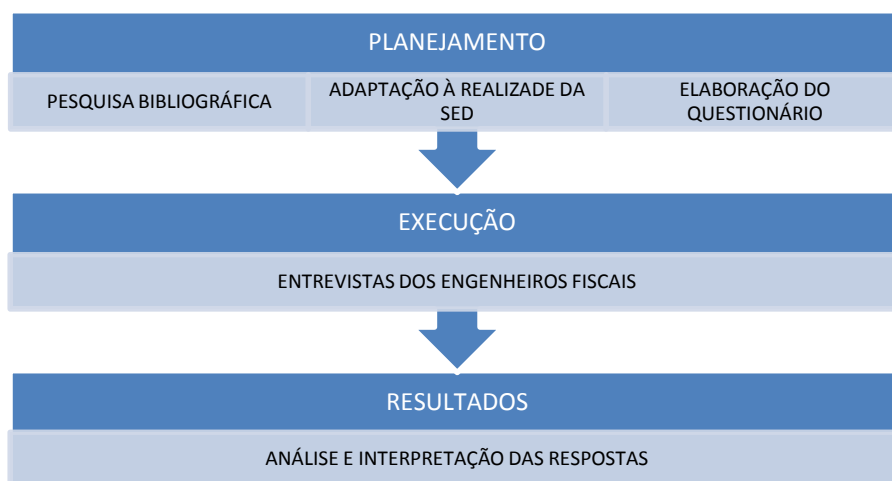 PLANEJAMENTO
PESQUISA BIBLIOGRÁFICA
ADAPTAÇÃO À REALIZADE DA
SED
ELABORAÇÃO DO
QUESTIONÁRIO
EXECUÇÃO
ENTREVISTAS DOS ENGENHEIROS FISCAIS
RESULTADOS
ANÁLISE E INTERPRETAÇÃO DAS RESPOSTAS